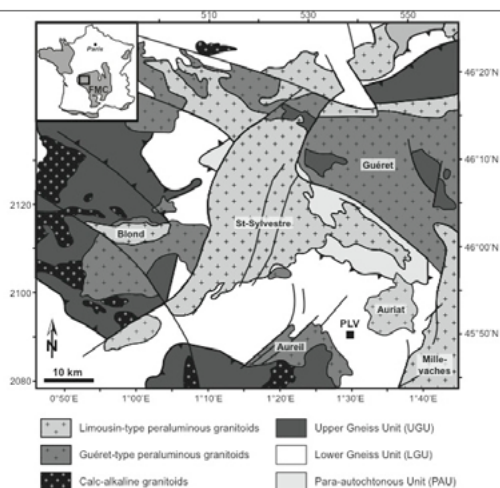 510 530 550
Paris
FMC
46°20'N
Guéret
46°10'N
2120
St-Sylvestre
Blond
46°00'N
2100
Auriat
PLV
45°50'N
N
Aureil
Mille-
vaches
10 km
2080
0°50'E 1°00'E 1°10'E 1°20'E 1°30'E 1°40'E
Limousin-type peraluminous granitoids
Upper Gneiss Unit (UGU)
Guéret-type peraluminous granitoids
Lower Gneiss Unit (LGU)
Calc-alkaline granitoids
Para-autochtonous Unit (PAU)